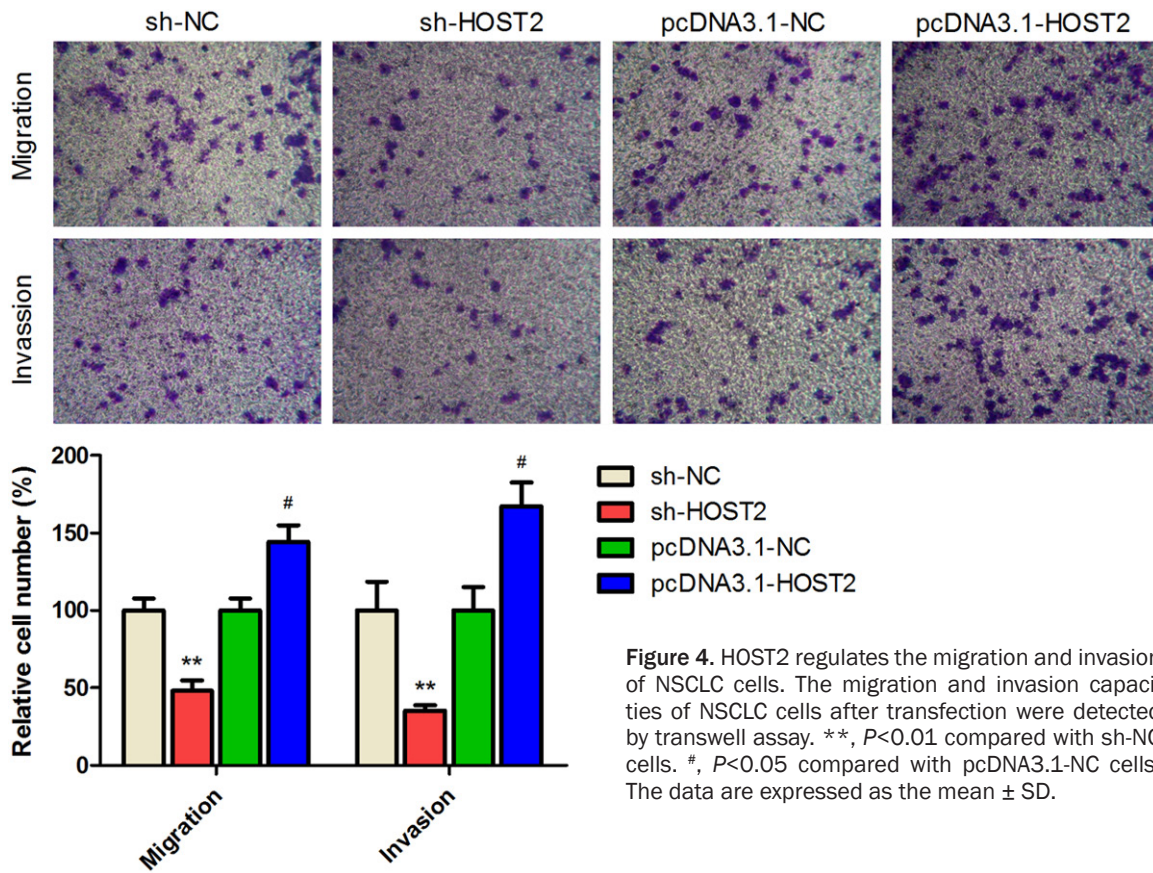 sh-NC sh-HOST2 pcDNA3.1-NC pcDNA3.1-HOST2
Migration
Invassion
Relative cell number (%)
200
150
100
50
0
**
#
**
#
Migration
Invasion
sh-NC
sh-HOST2
pcDNA3.1-NC
pcDNA3.1-HOST2
Figure 4. HOST2 regulates the migration and invasion
of NSCLC cells. The migration and invasion capaci-
ties of NSCLC cells after transfection were detected
by transwell assay. **, P<0.01 compared with sh-NC
cells. #, P<0.05 compared with pcDNA3.1-NC cells
The data are expressed as the mean ± SD.